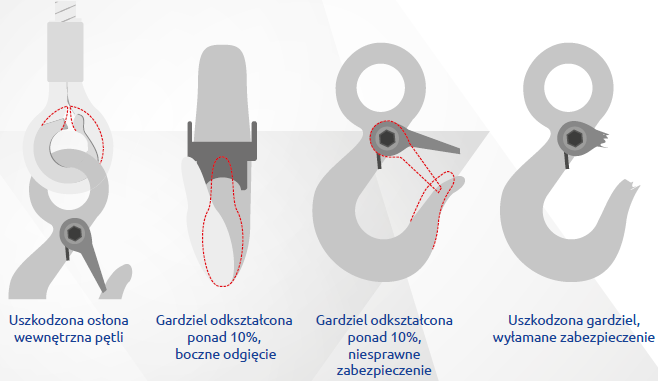 Uszkodzona osłona
wewnętrzna pętli
Gardziel odkształcona
ponad 10%,
boczne odgięcie
Gardziel odkształcona
ponad 10%,
niesprawne
zabezpieczenie
Uszkodzona gardziel,
wyłamane zabezpieczenie